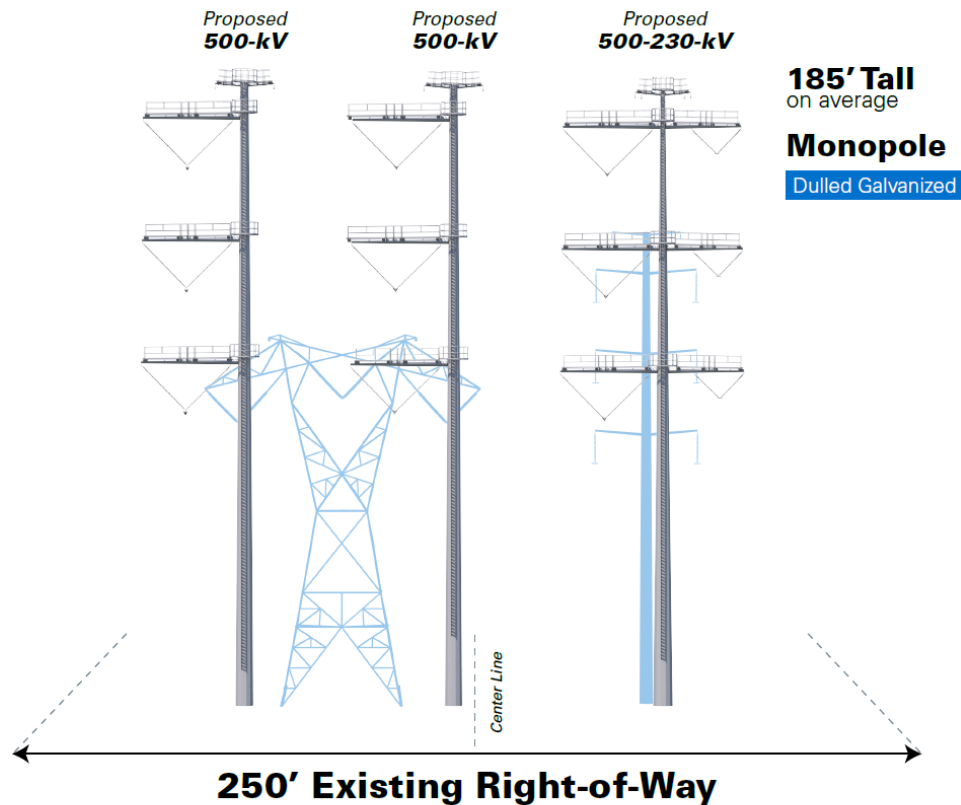 Proposed
500-kV
Proposed
500-kV
Proposed
500-230-kV
185' Tall
on average
Monopole
Dulled Galvanized
Center Line
250' Existing Right-of-Way